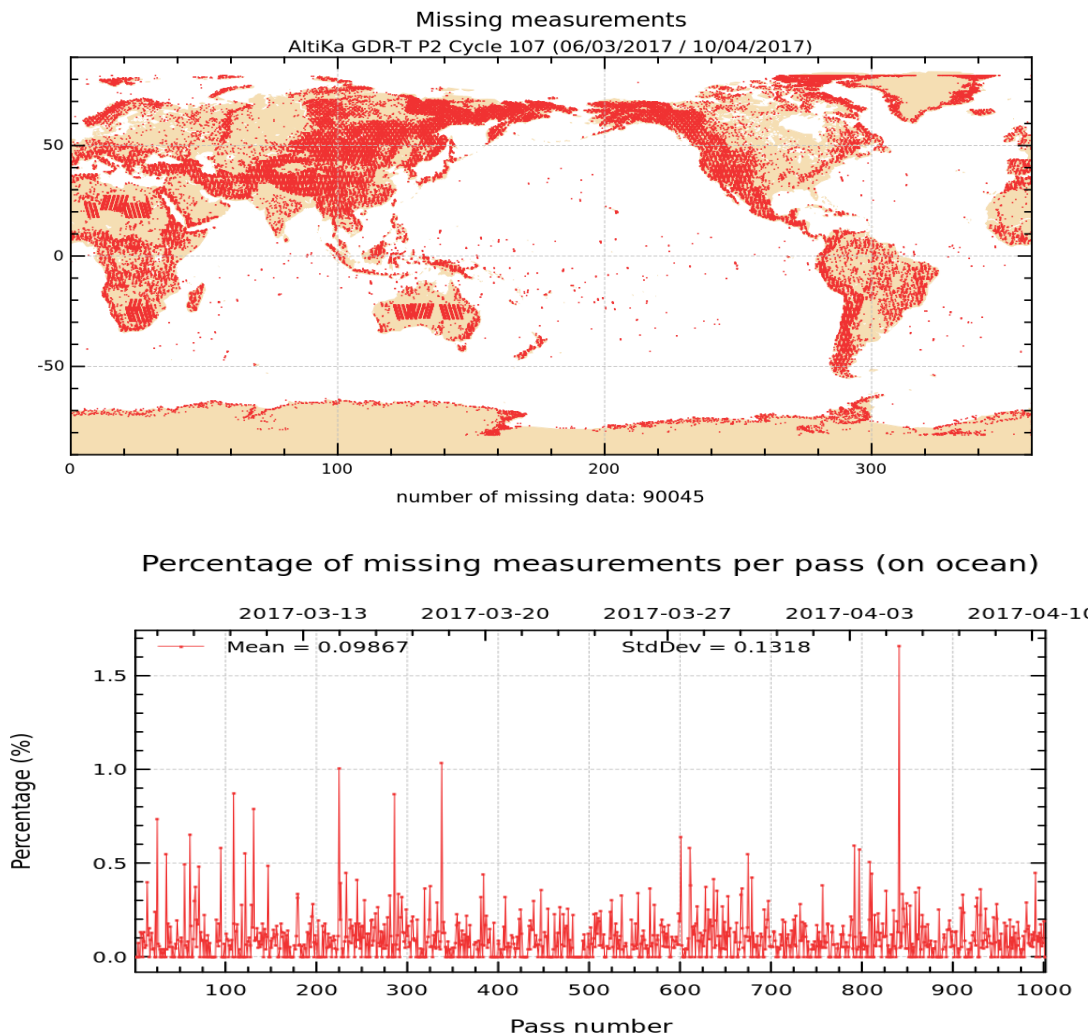 Missing measurements
AltiKa GDR-T P2 Cycle 107 (06/03/2017 / 10/04/2017)
50
0
-50
0 100 200 300
number of missing data: 90045
Percentage of missing measurements per pass (on ocean)
2017-03-13 2017-03-20 2017-03-27 2017-04-03 2017-04-10
Mean = 0.09867 StdDev = 0.1318
1.5
1.0
0.5
0.0
Percentage (%)
100 200 300 400 500 600 700 800 900 1000
Pass number